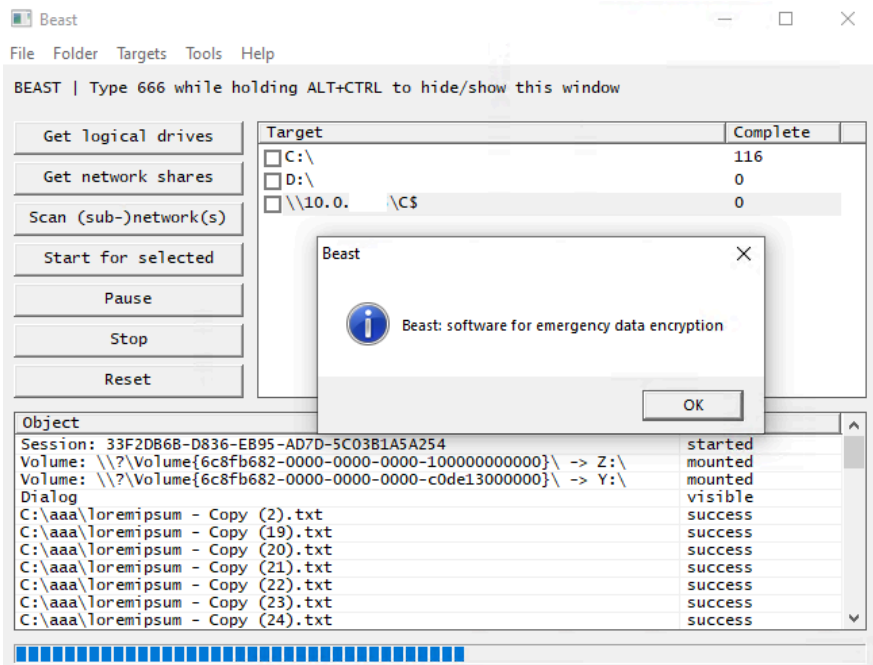 Beast
File Folder Targets Tools Help
BEAST | Type 666 while holding ALT+CTRL to hide/show this window
Get logical drives
Get network shares
Scan (sub-)network(s)
Start for selected
Pause
Stop
Reset
Target Complete
C:\ 116
D:\ 0
\\10.0. \C$ 0
Beast
Beast: software for emergency data encryption
OK
Object
Session: 33F2DB6B-D836-EB95-AD7D-5C03B1A5A254 started
Volume: \\?\Volume{6c8fb682-0000-0000-0000-100000000000}\ -> Z:\ mounted
Volume: \\?\Volume{6c8fb682-0000-0000-0000-c0de13000000}\ -> Y:\ mounted
Dialog visible
C:\aaa\loremipsum - Copy (2).txt success
C:\aaa\loremipsum - Copy (19).txt success
C:\aaa\loremipsum - Copy (20).txt success
C:\aaa\loremipsum - Copy (21).txt success
C:\aaa\loremipsum - Copy (22).txt success
C:\aaa\loremipsum - Copy (23).txt success
C:\aaa\loremipsum - Copy (24).txt success